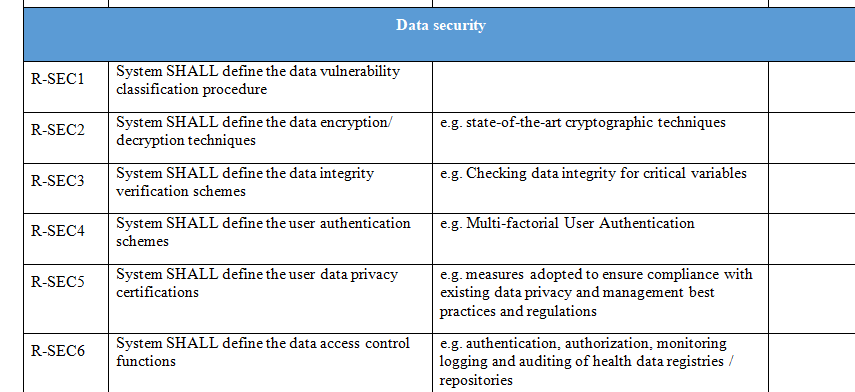 Data security
R-SEC1
System SHALL define the data vulnerability
classification procedure
R-SEC2
System SHALL define the data encryption/
decryption techniques
e.g. state-of-the-art cryptographic techniques
R-SEC3
System SHALL define the data integrity
verification schemes
e.g. Checking data integrity for critical variables
R-SEC4
System SHALL define the user authentication
schemes
e.g. Multi-factorial User Authentication
R-SEC5
System SHALL define the user data privacy
certifications
e.g. measures adopted to ensure compliance with
existing data privacy and management best
practices and regulations
R-SEC6
System SHALL define the data access control
functions
e.g. authentication, authorization, monitoring
logging and auditing of health data registries /
repositories